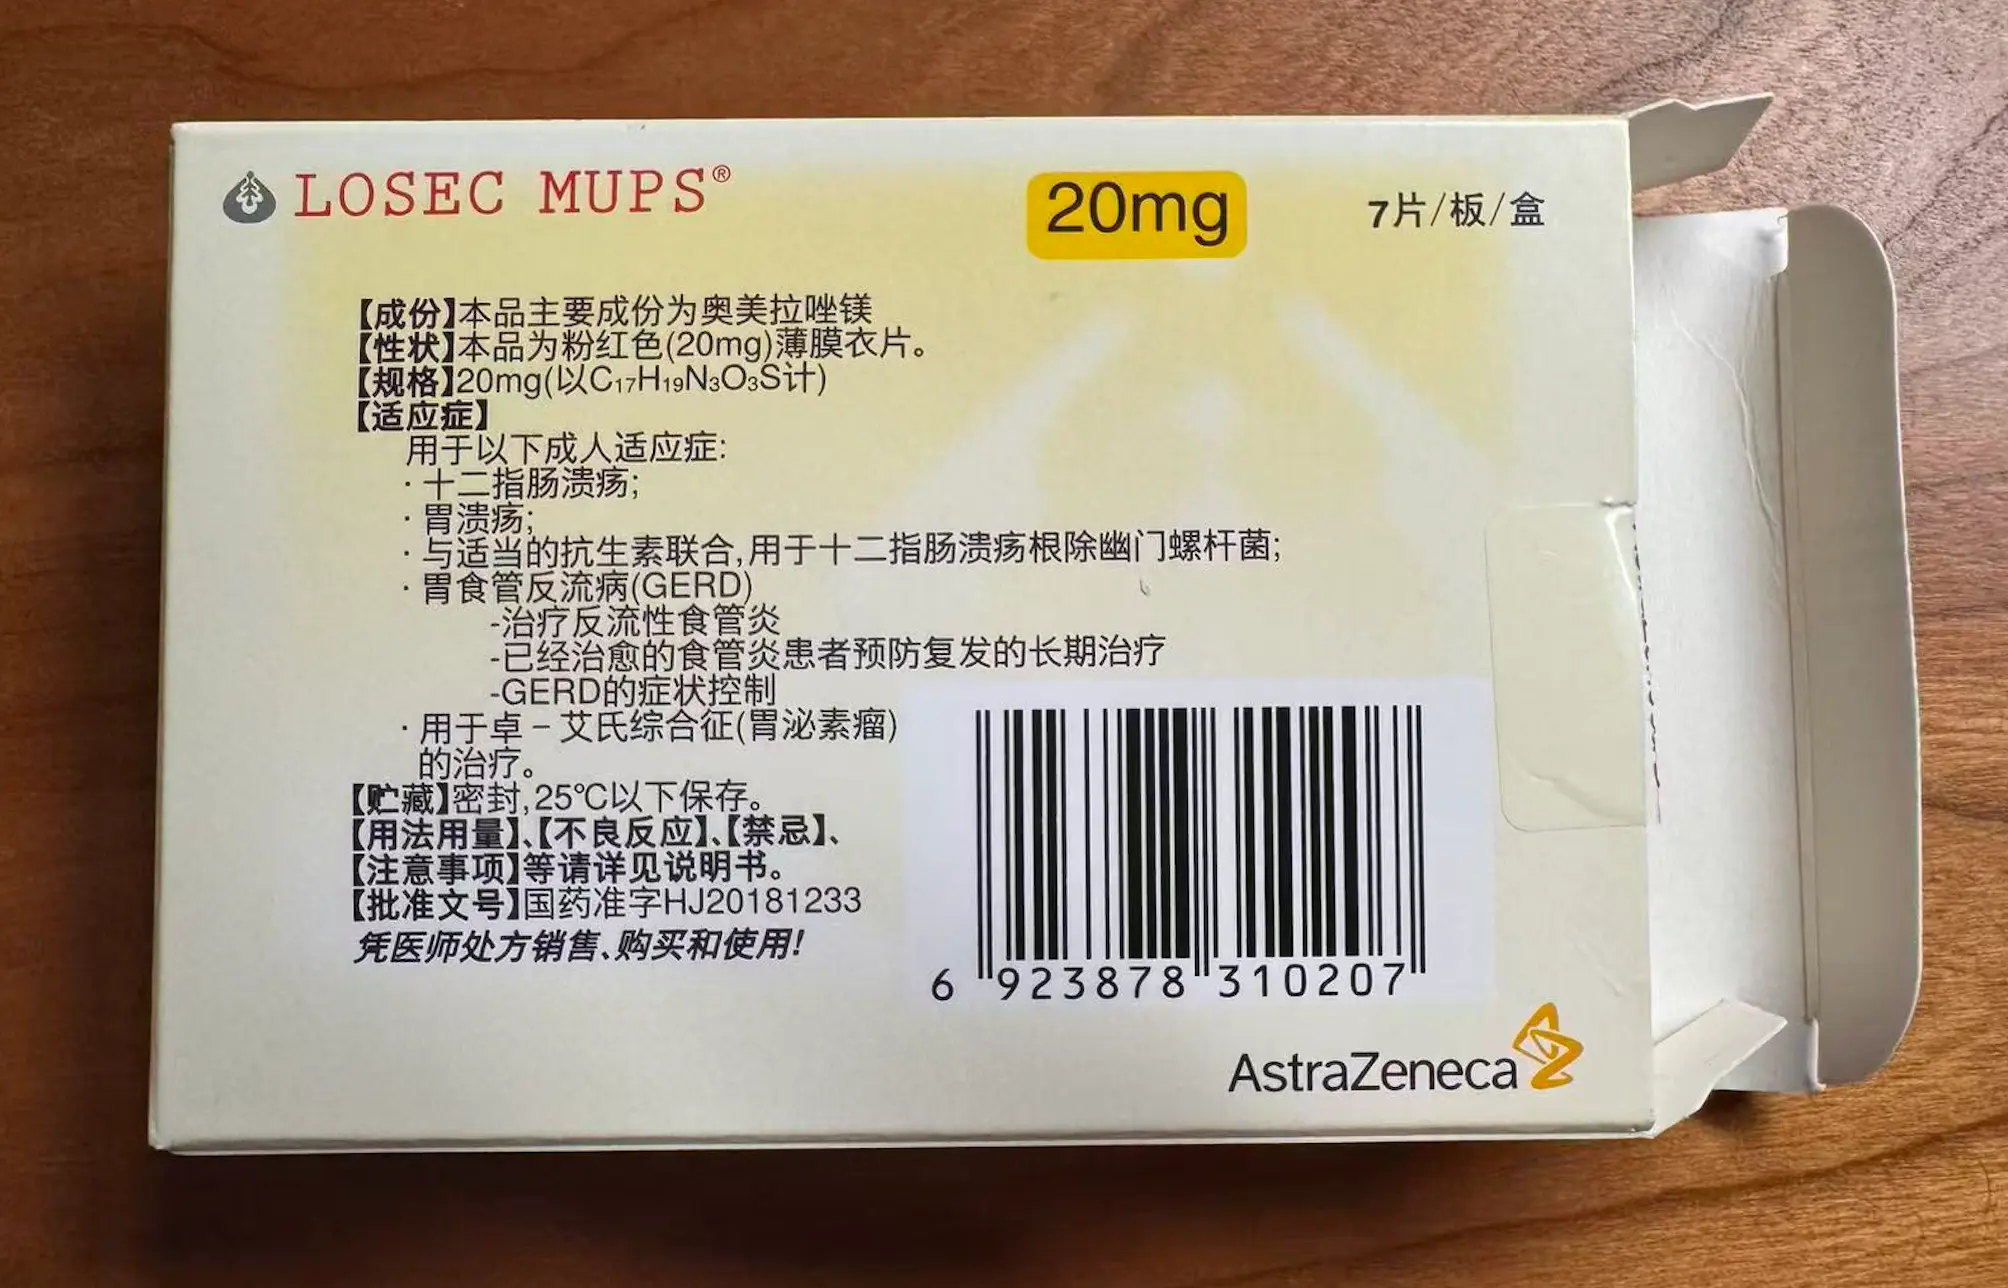 LOSEC MUPS®
20mg
7片/板/盒
【成份】本品主要成份为奥美拉唑镁
【性状】本品为粉红色(20mg)薄膜衣片。
【规格】20mg(以C₁₇H₁₉N₃O₃S计)
【适应症】
用于以下成人适应症:
·十二指肠溃疡;
·胃溃疡;
·与适当的抗生素联合,用于十二指肠溃疡根除幽门螺杆菌;
·胃食管反流病(GERD)
-治疗反流性食管炎
-已经治愈的食管炎患者预防复发的长期治疗
-GERD的症状控制
·用于卓－艾氏综合征(胃泌素瘤)
的治疗。
【贮藏】密封,25℃以下保存。
【用法用量】、【不良反应】、【禁忌】、
【注意事项】等请详见说明书。
【批准文号】国药准字HJ20181233
凭医师处方销售、购买和使用!
6 923878 310207
AstraZeneca